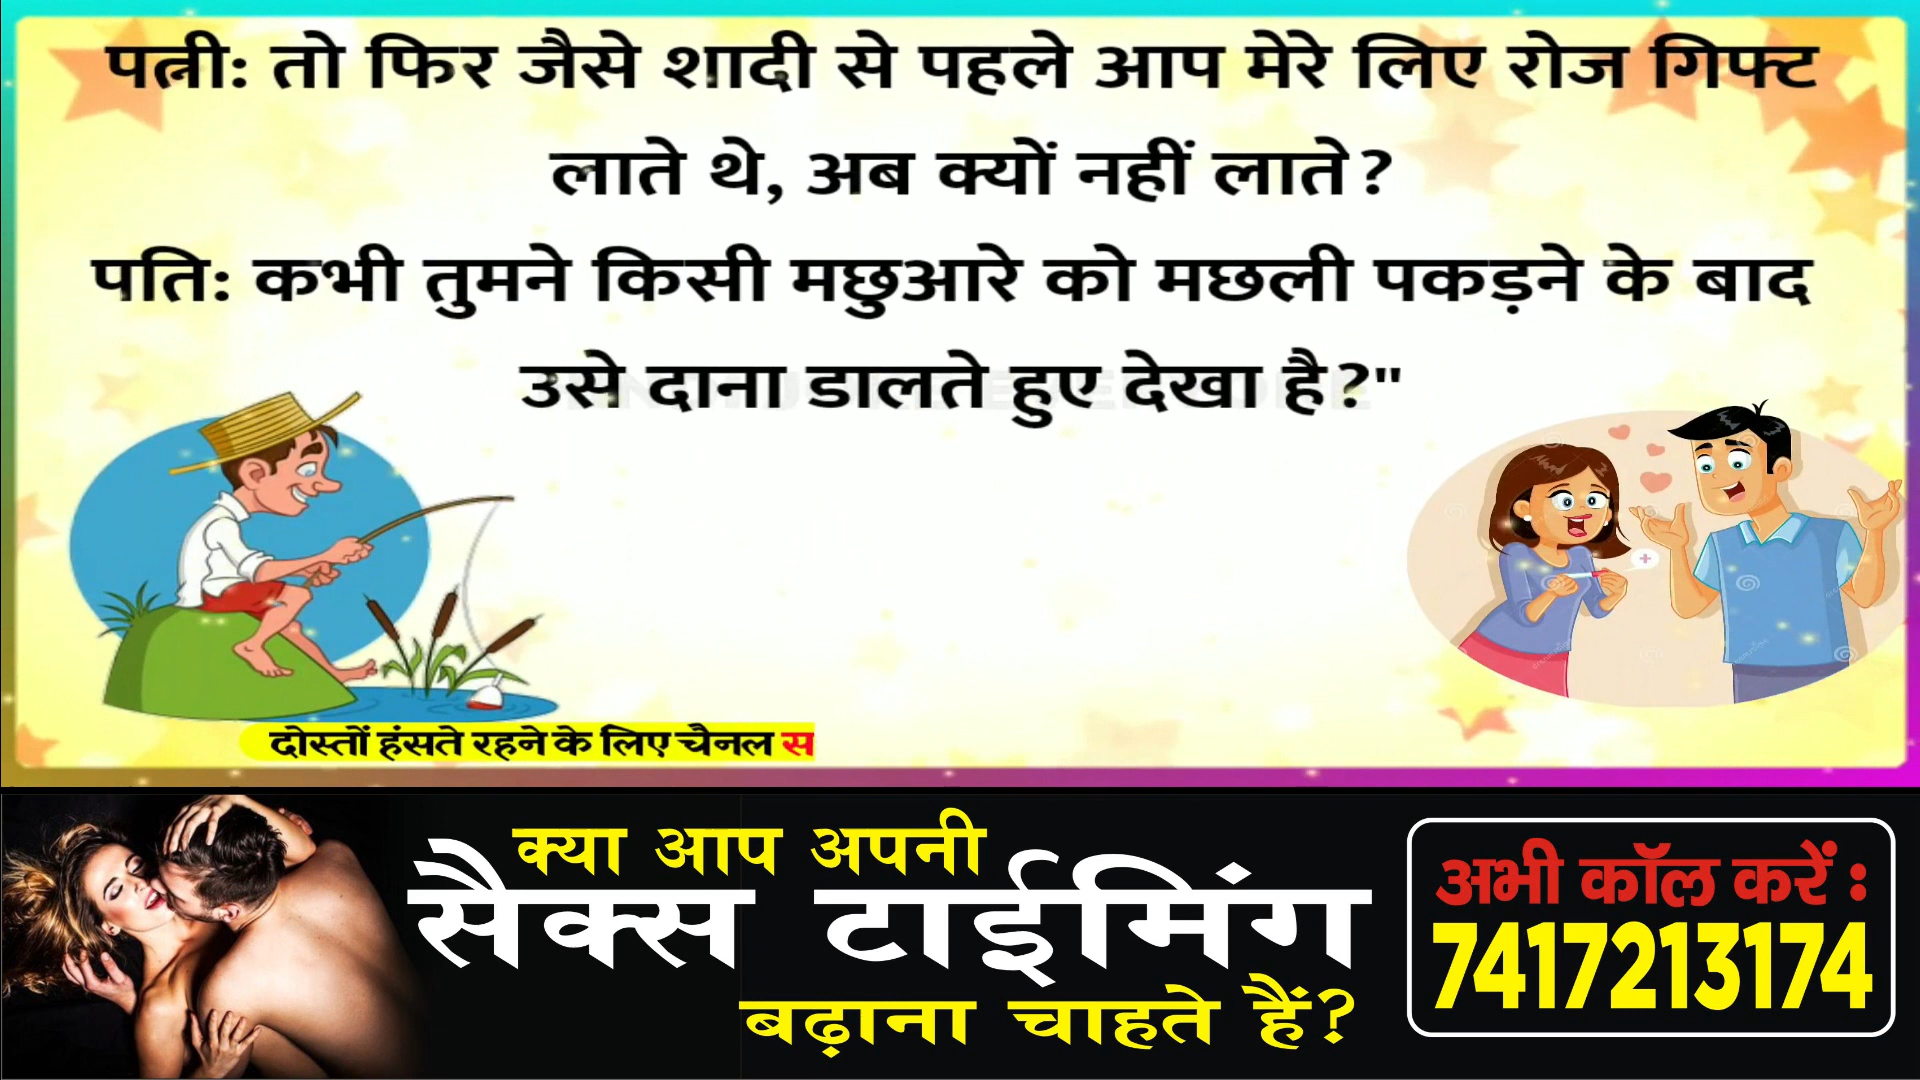 पत्नी: तो फिर जैसे शादी से पहले आप मेरे लिए रोज गिफ्ट
लाते थे, अब क्यों नहीं लाते?
पति: कभी तुमने किसी मछुआरे को मछली पकड़ने के बाद
उसे दाना डालते हुए देखा है?"
दोस्तों हंसते रहने के लिए चैनल स
क्या आप अपनी
सैक्स टाईमिंग
बढ़ाना चाहते हैं?
अभी कॉल करें :
7417213174